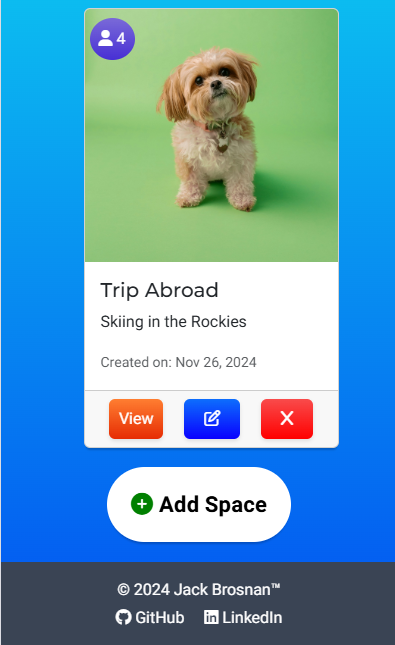 4
Trip Abroad
Skiing in the Rockies
Created on: Nov 26, 2024
View
X
Add Space
© 2024 Jack Brosnan™
GitHub LinkedIn